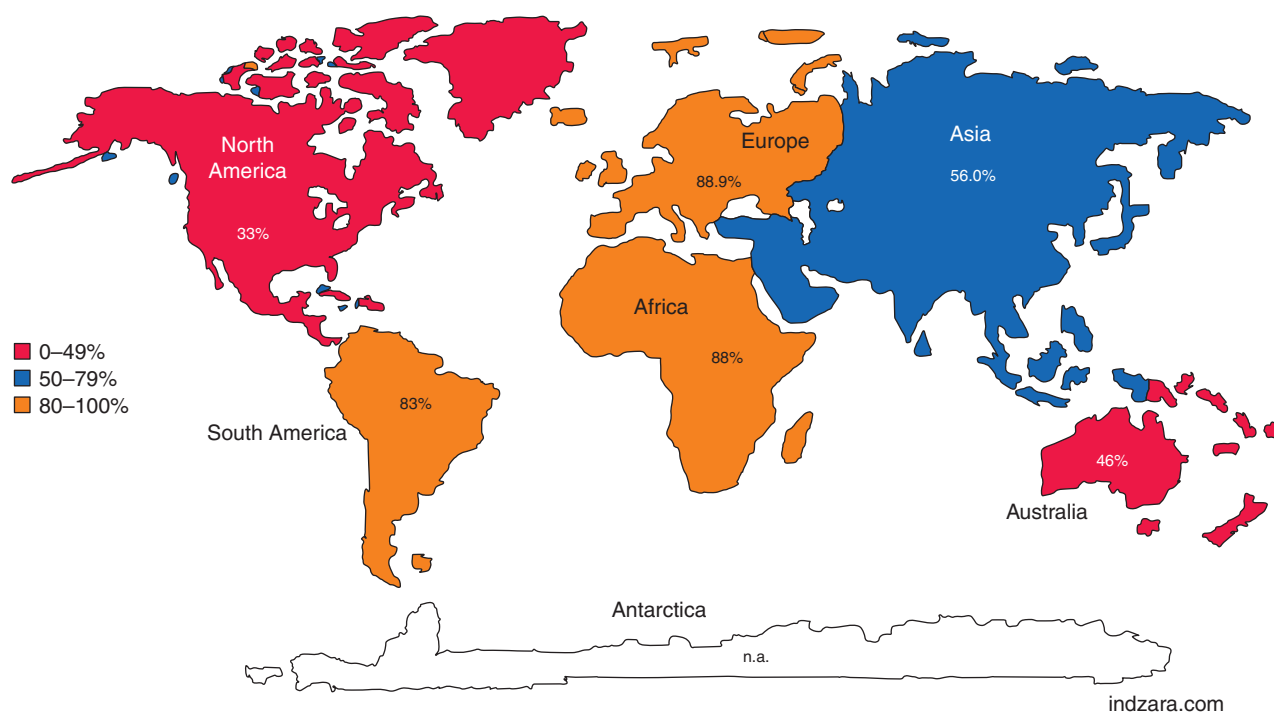 North
America
33%
Europe
88.9%
Asia
56.0%
Africa
88%
0–49%
50–79%
80–100%
83%
South America
46%
Australia
Antarctica
n.a.
indzara.com